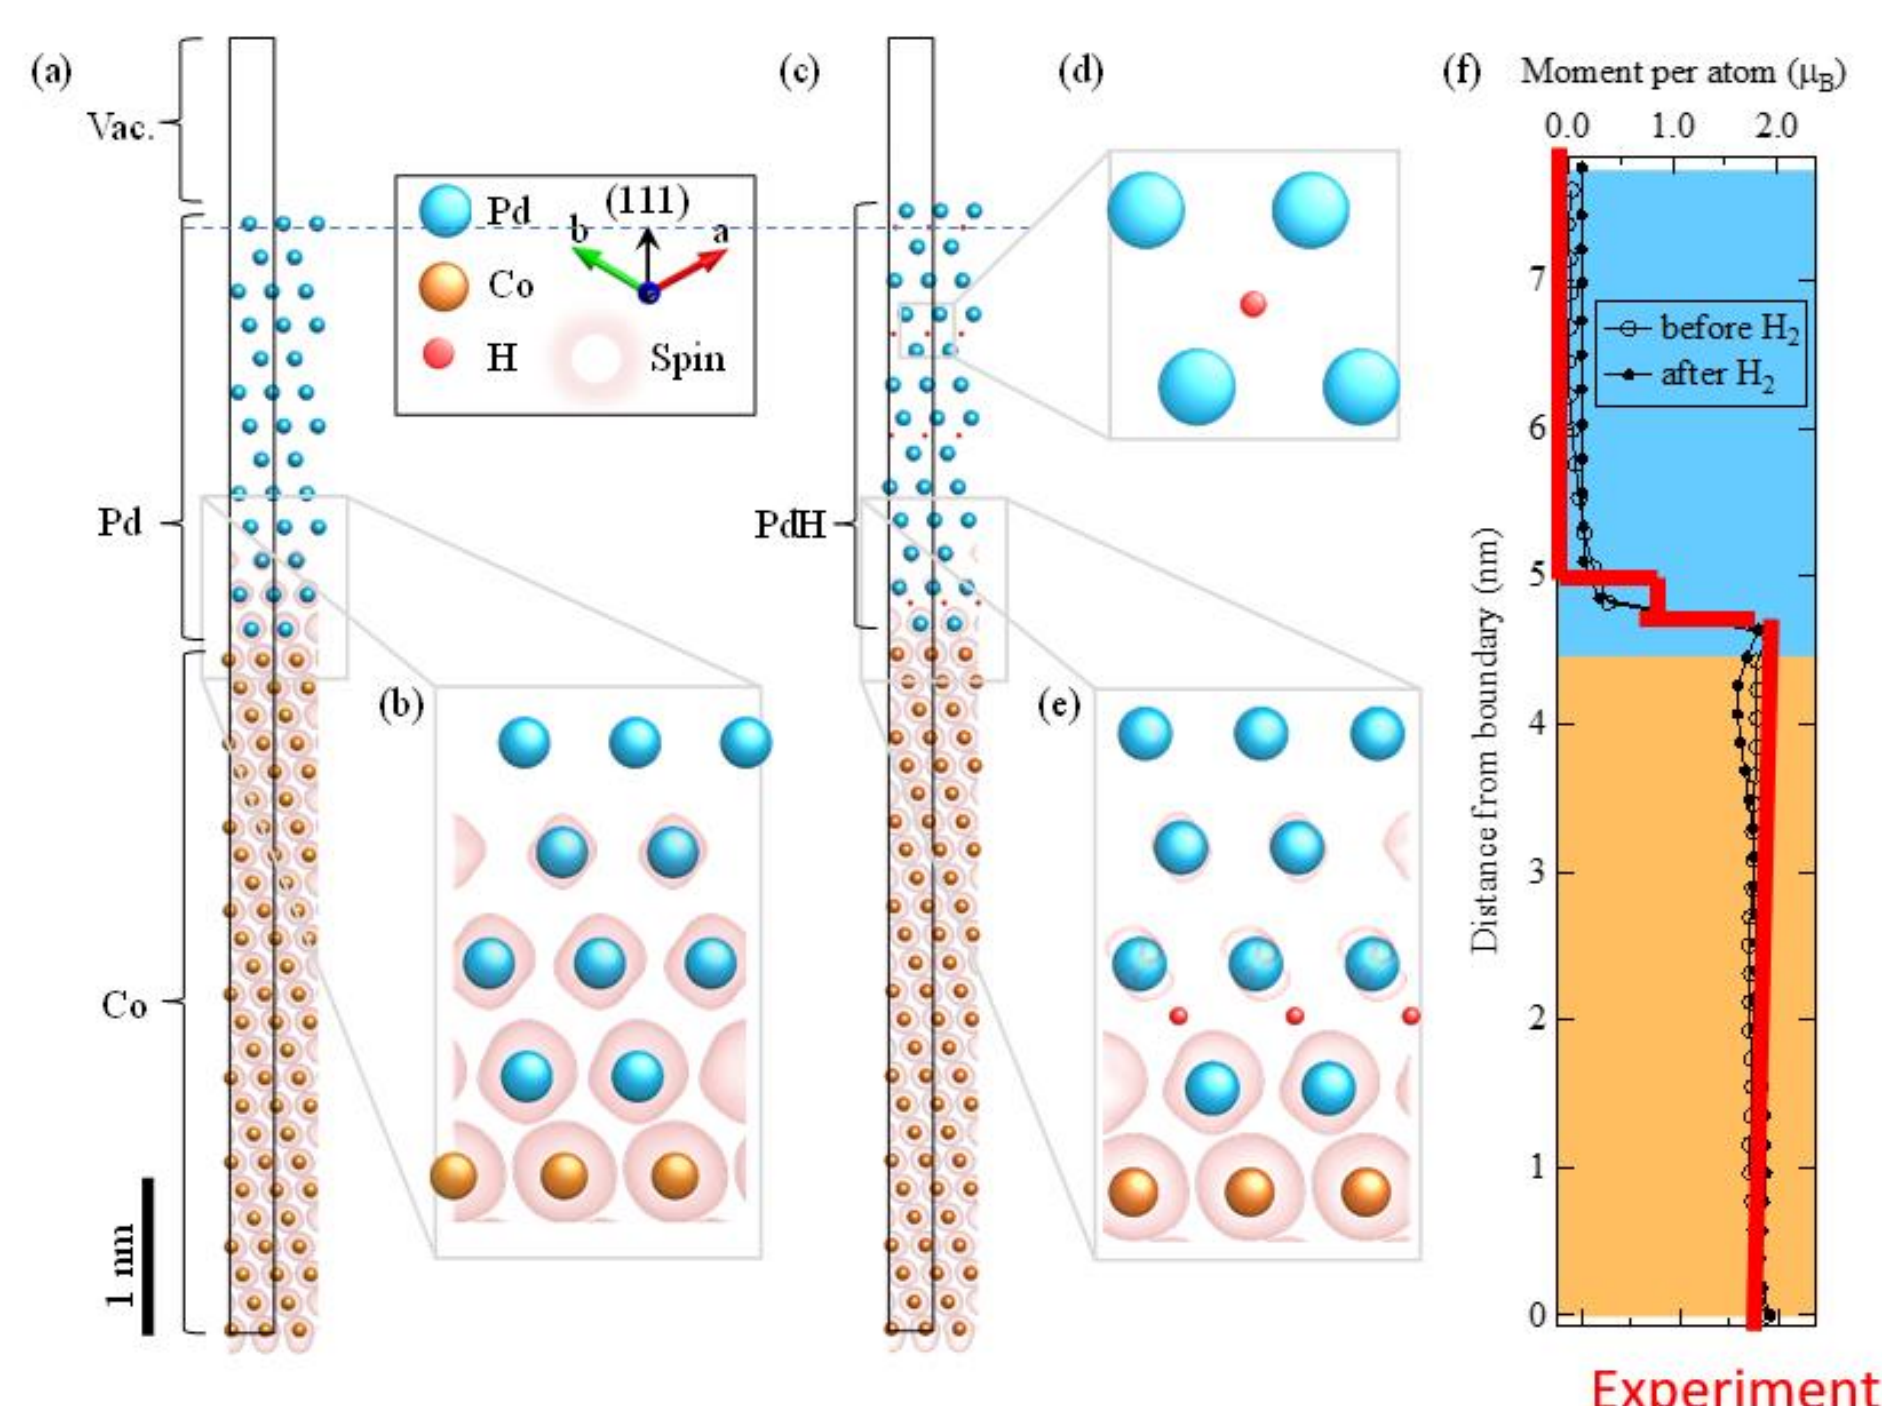 (a)
Vac.
Pd
Co
1 nm
Pd
Co
H
(111)
b
a
Spin
(b)
(c)
PdH
(d)
(e)
(f)
Moment per atom (μB)
0.0 1.0 2.0
before H2
after H2
Distance from boundary (nm)
7
6
5
4
3
2
1
0
Experiment